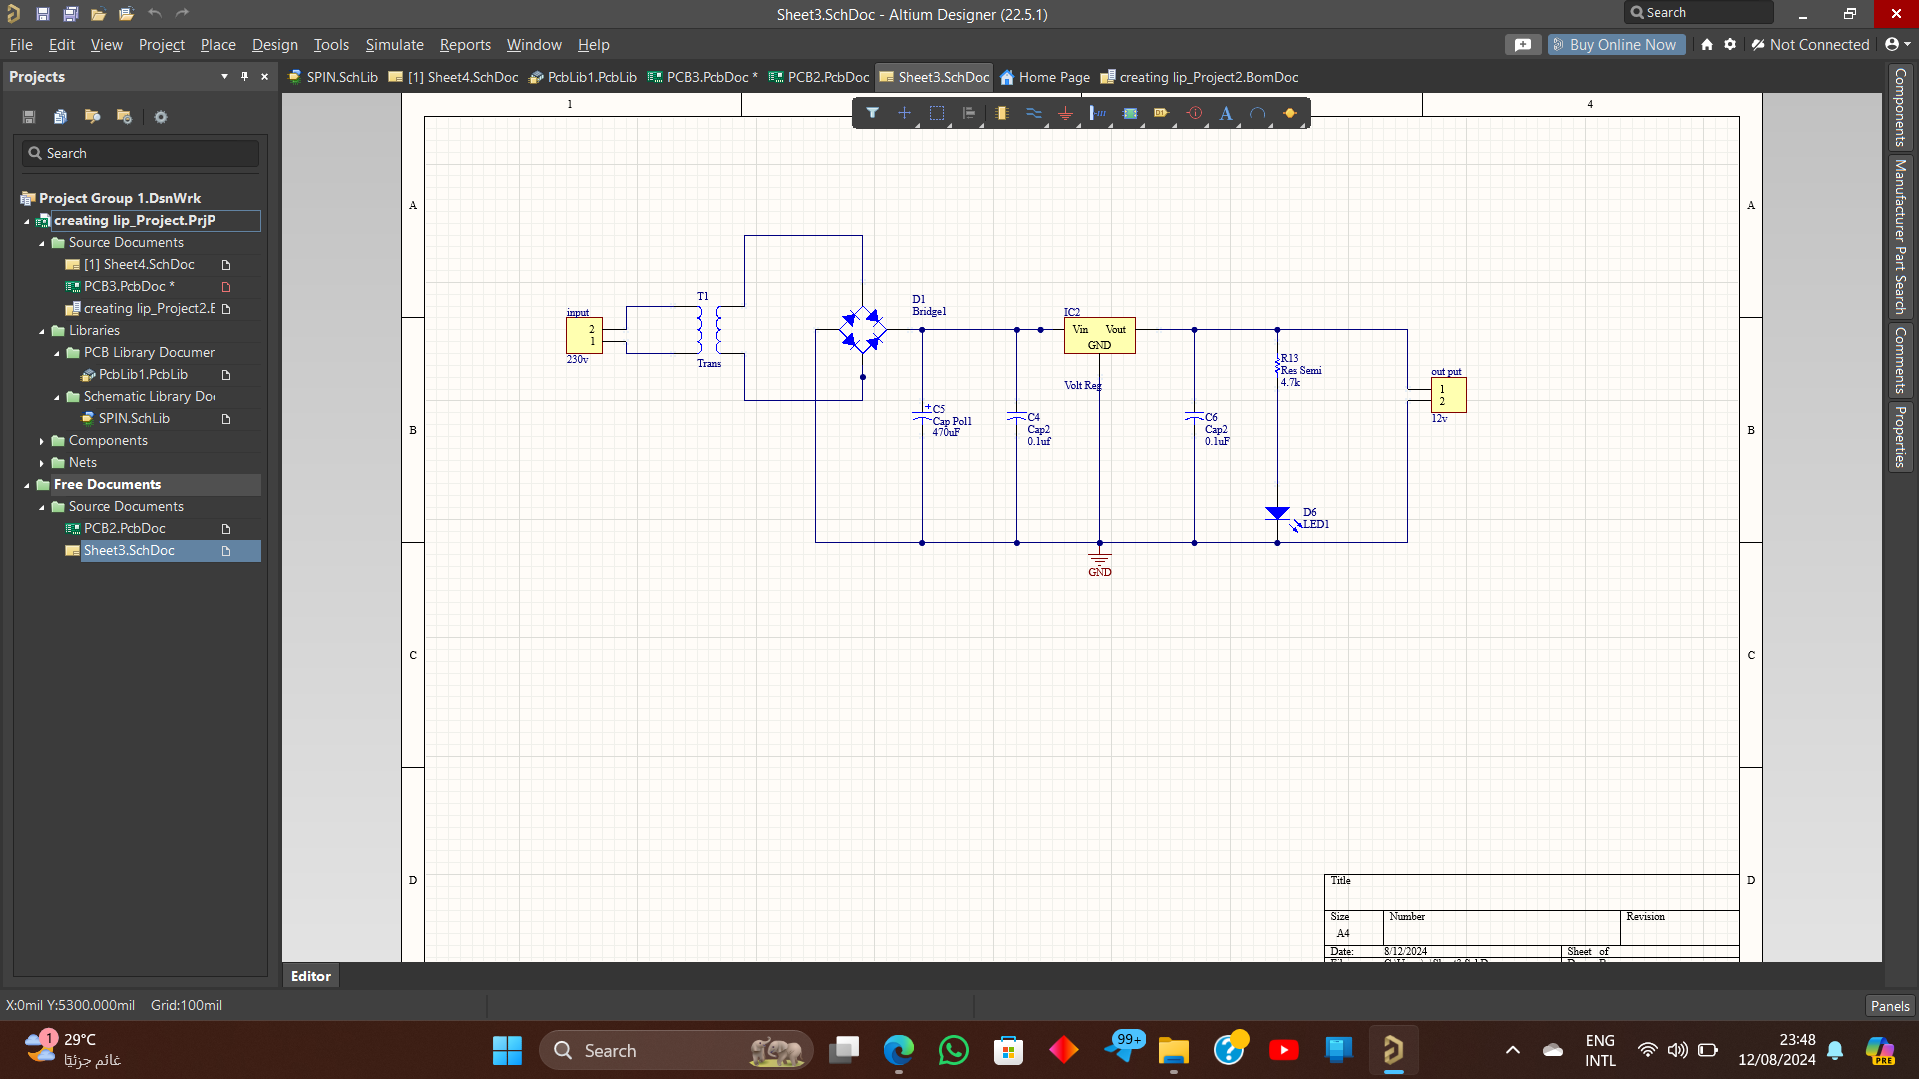 Sheet3.SchDoc - Altium Designer (22.5.1)
Search
File Edit View Project Place Design Tools Simulate Reports Window Help
Buy Online Now
Not Connected
Projects
SPIN.SchLib
[1] Sheet4.SchDoc
PcbLib1.PcbLib
PCB3.PcbDoc *
PCB2.PcbDoc
Sheet3.SchDoc
Home Page
creating lip_Project2.BomDoc
Search
Project Group 1.DsnWrk
creating lip_Project.PrjP
Source Documents
[1] Sheet4.SchDoc
PCB3.PcbDoc *
creating lip_Project2.B
Libraries
PCB Library Documen
PcbLib1.PcbLib
Schematic Library Do
SPIN.SchLib
Components
Nets
Free Documents
Source Documents
PCB2.PcbDoc
Sheet3.SchDoc
1
4
A
B
C
D
A
B
C
D
input
2
1
230v
T1
Trans
D1
Bridge1
C5
Cap Pol1
470uF
C4
Cap2
0.1uf
IC2
Vin Vout
GND
Volt Reg
C6
Cap2
0.1uF
R13
Res Semi
4.7k
D6
LED1
GND
out put
1
2
12v
Title
Size
A4
Number
Revision
Date:
8/12/2024
Sheet of
Components
Manufacturer Part Search
Comments
Properties
Editor
X:0mil Y:5300.000mil Grid:100mil
Panels
1
29°C
غائم جزئيًا
Search
99+
ENG
INTL
23:48
12/08/2024
PRE